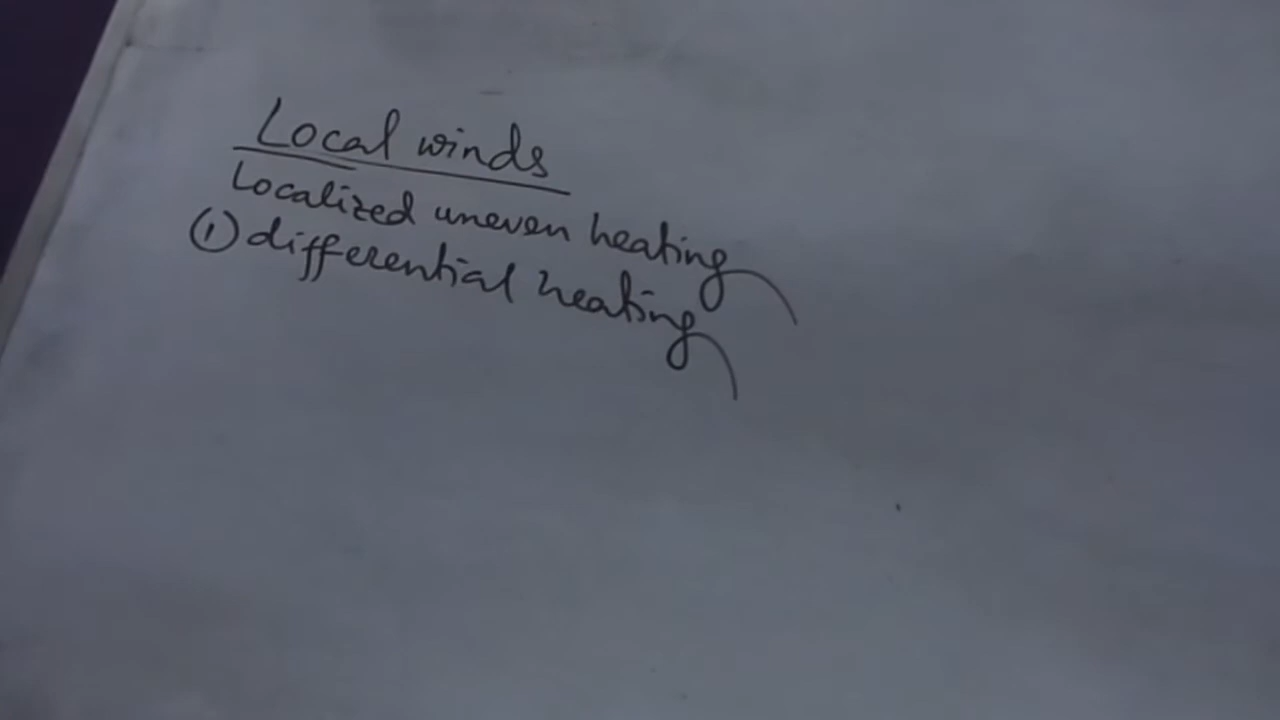 Local winds
Localized uneven heating
① differential heating